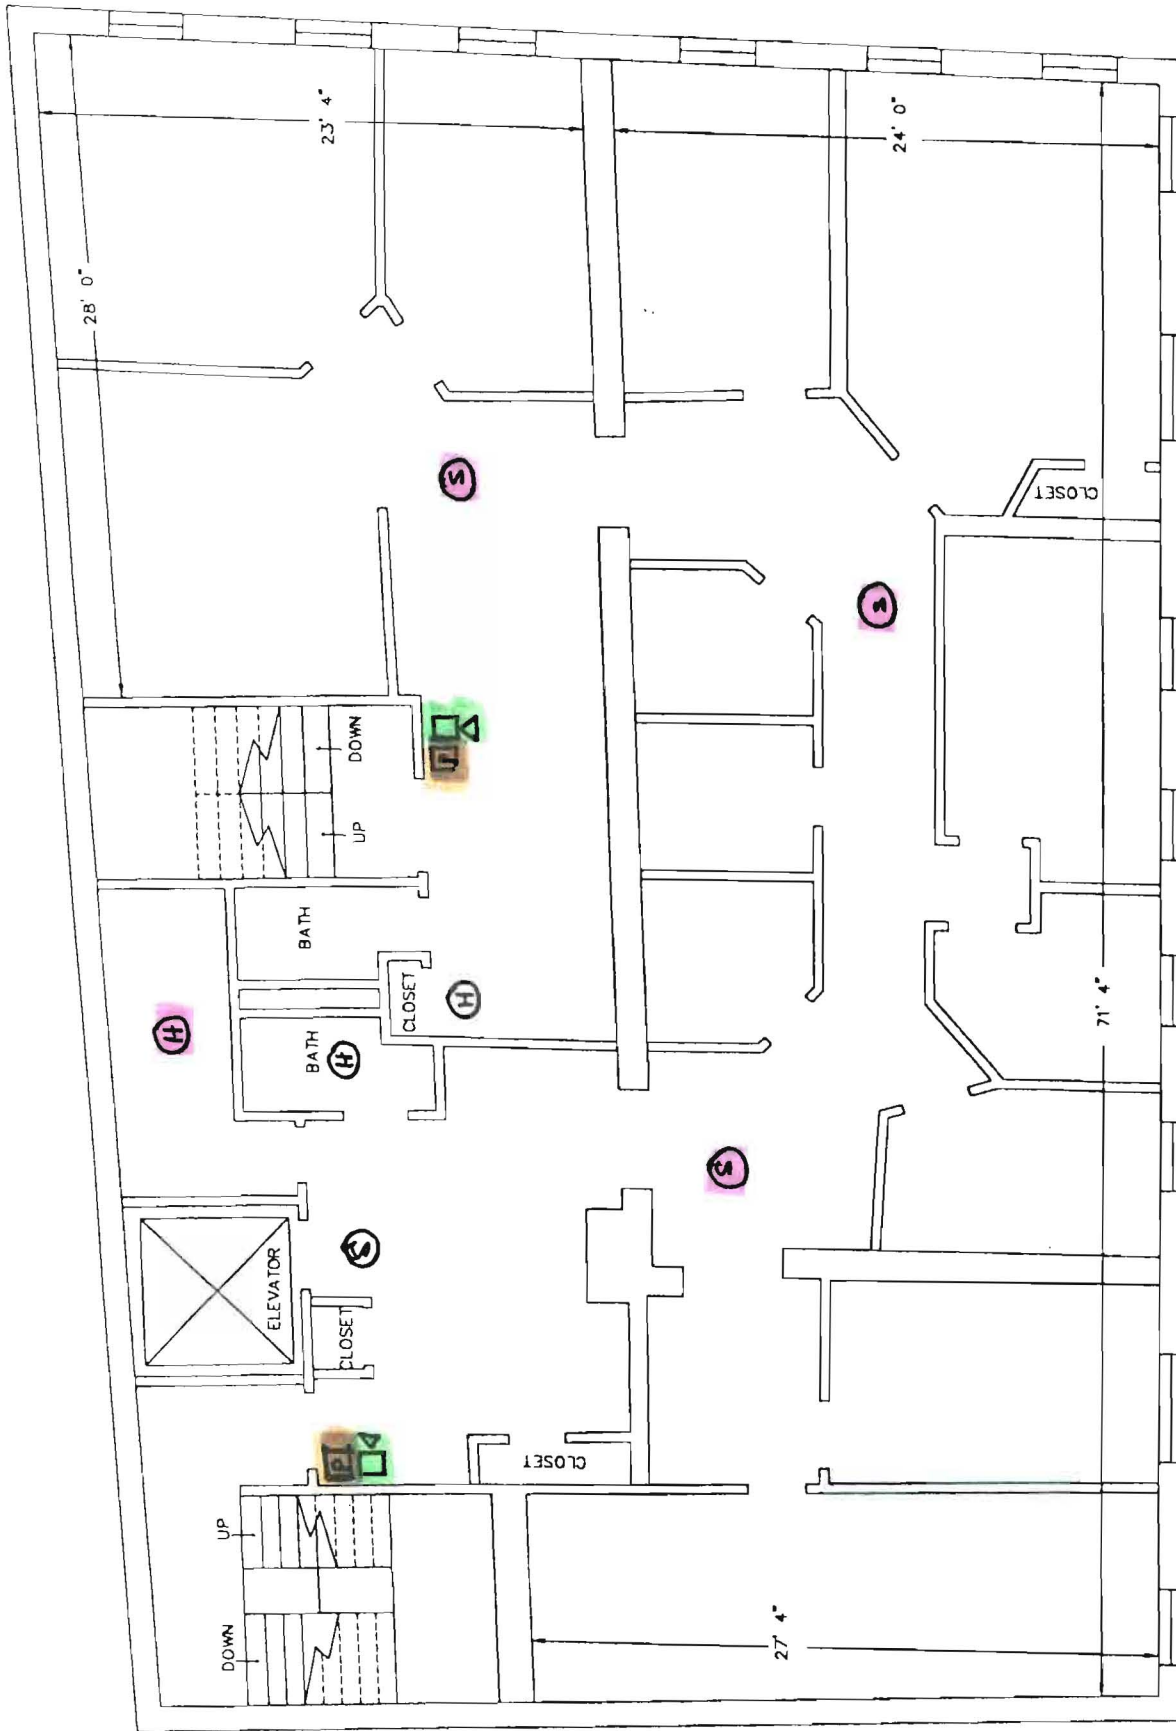 23' 4"
24' 0"
28' 0"
S
CLOSET
S
DOWN
UP
P
BATH
CLOSET
H
H
BATH
H
71' 4"
S
S
ELEVATOR
CLOSET
P
CLOSET
UP
DOWN
27' 4"